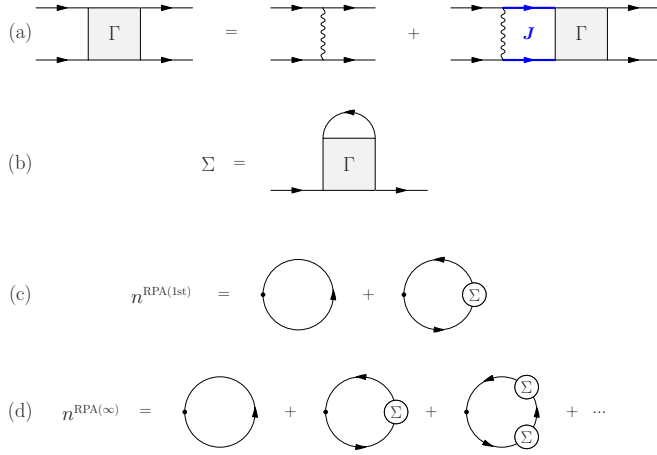 (a) Γ = + J Γ
(b) Σ = Γ
(c) n^RPA(1st) = + Σ
(d) n^RPA(∞) = + Σ + Σ Σ + ...